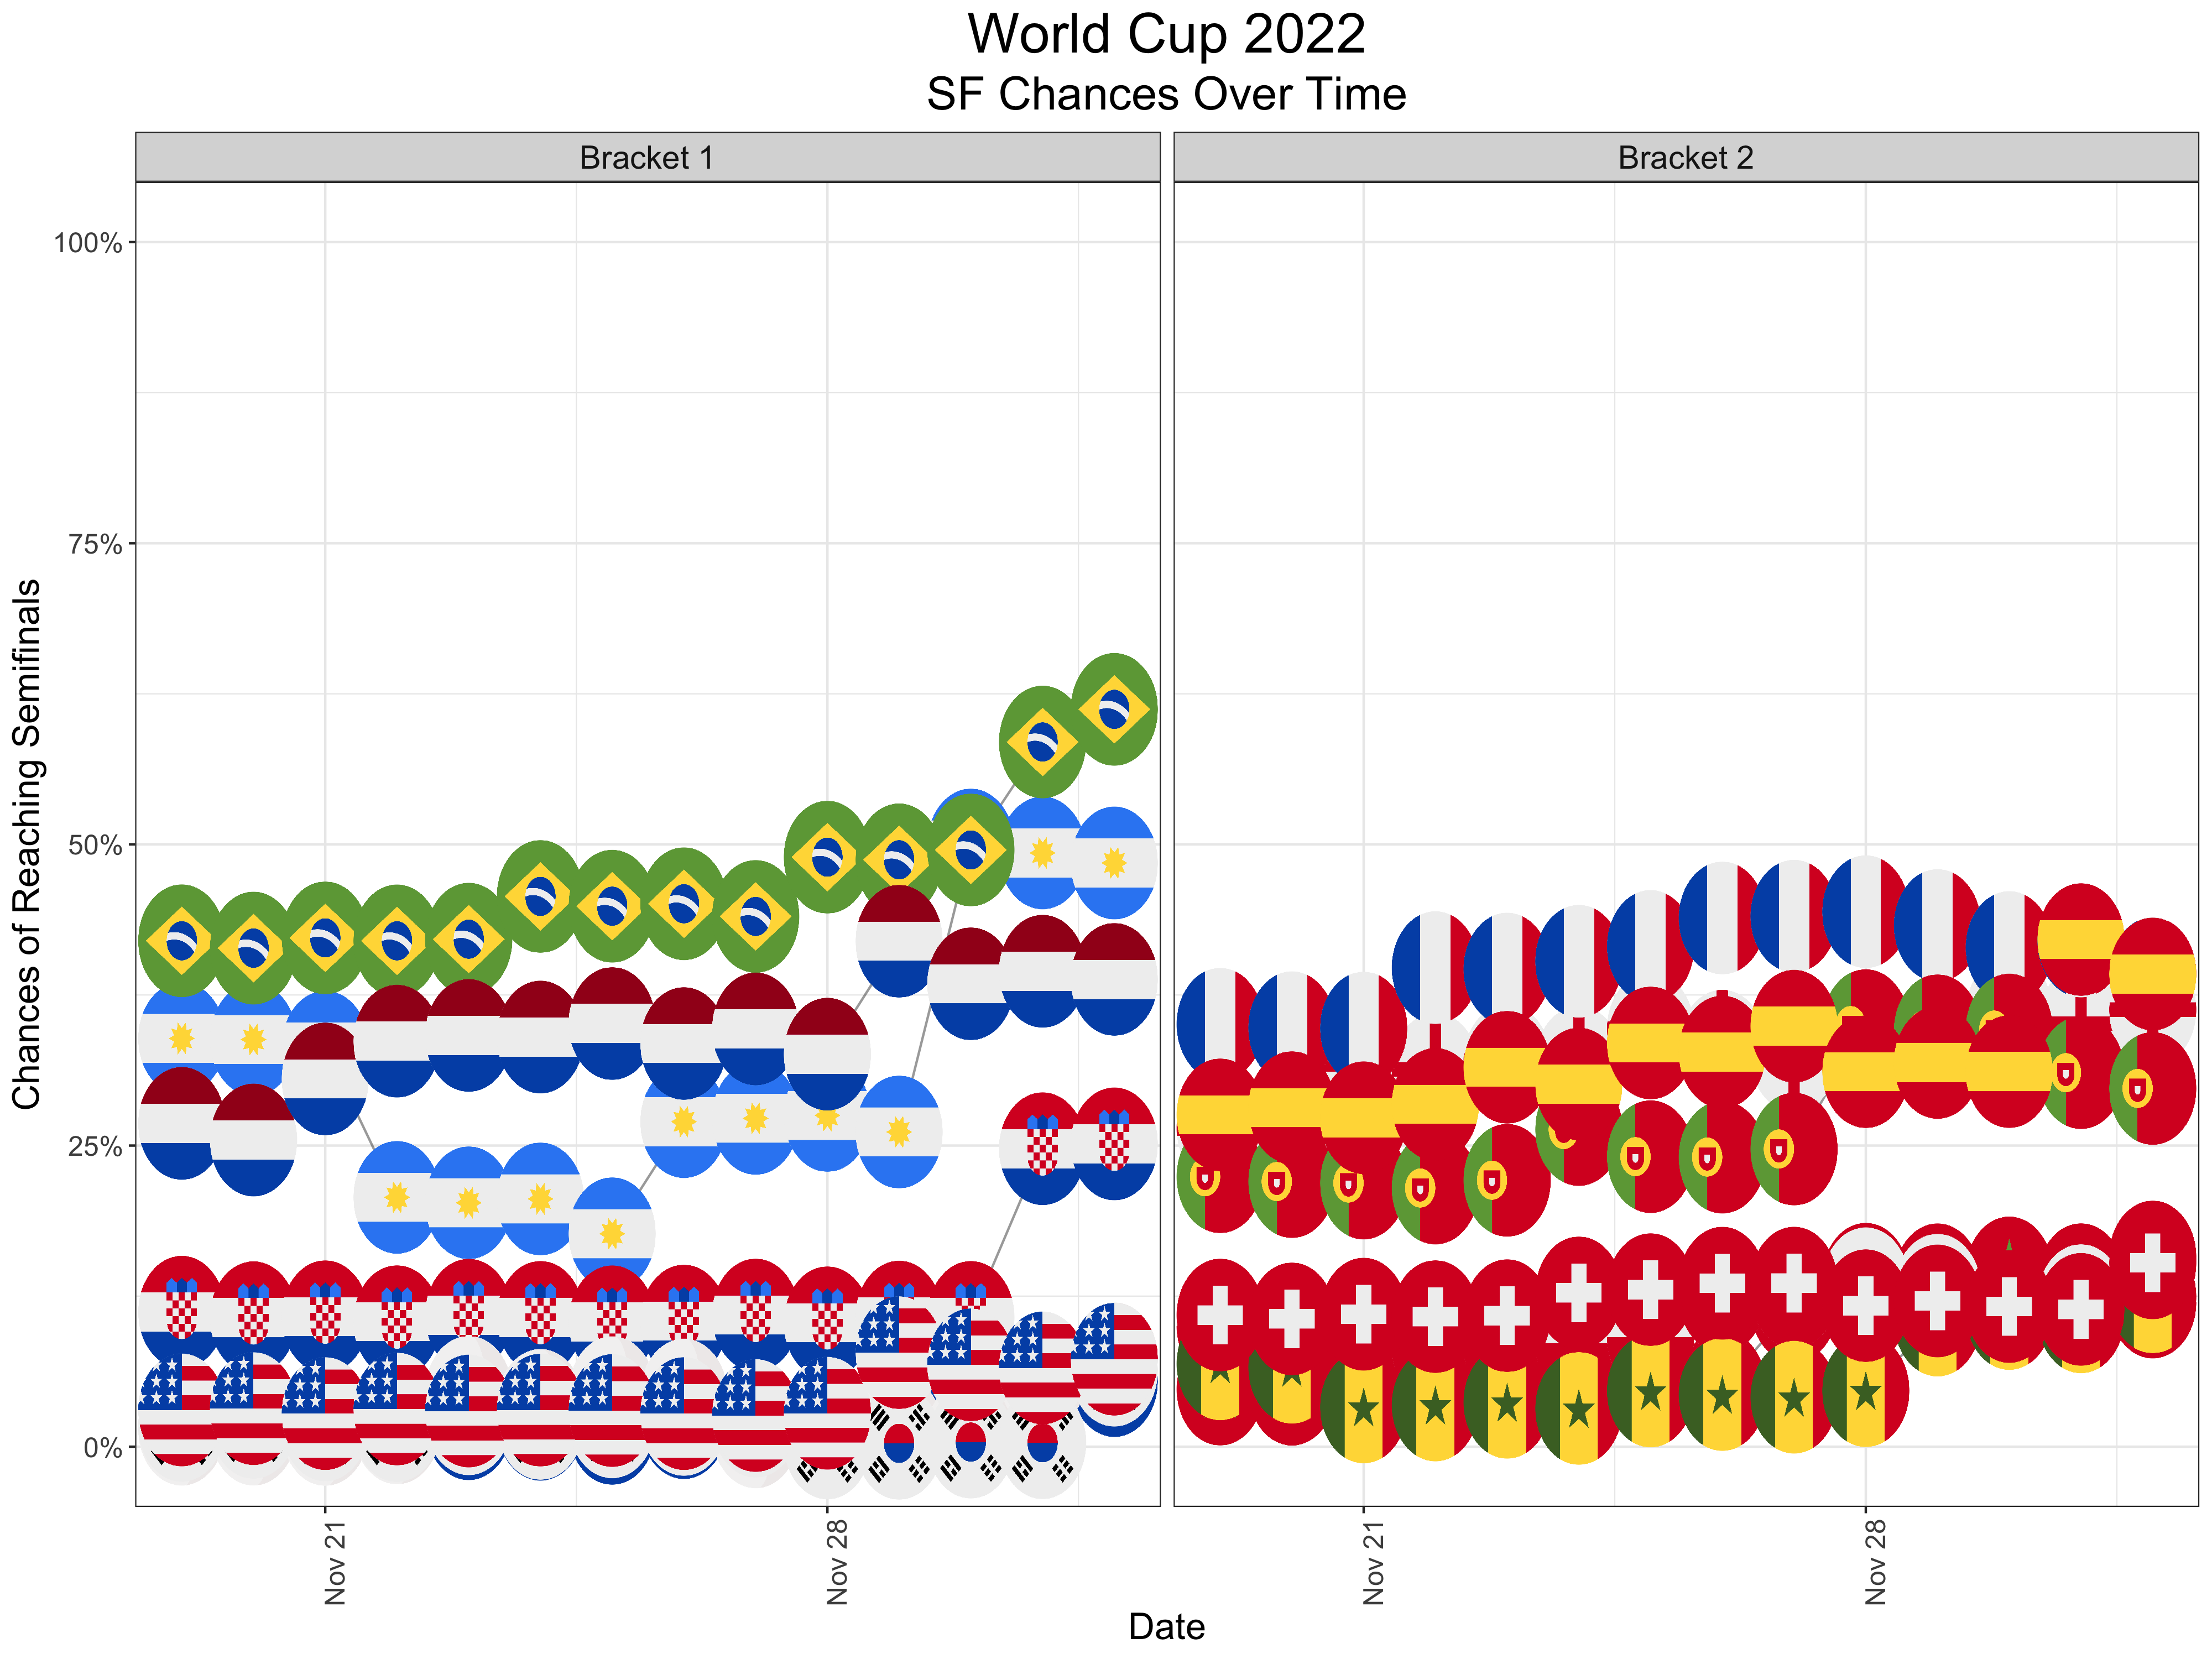 World Cup 2022
SF Chances Over Time
Bracket 1
Bracket 2
100%
75%
50%
25%
0%
Chances of Reaching Semifinals
Nov 21
Nov 28
Nov 21
Nov 28
Date